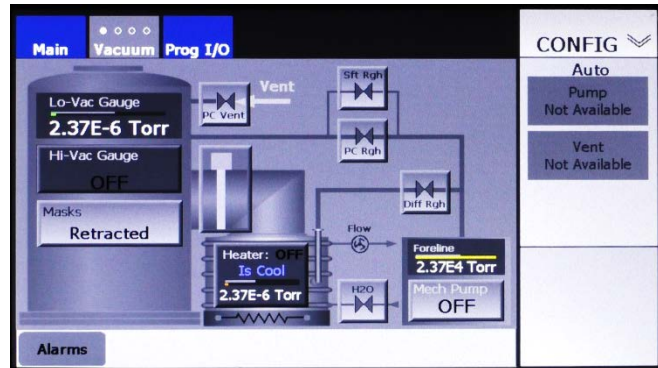 Main
Vacuum
Prog I/O
CONFIG
Auto
Pump
Not Available
Vent
Not Available
Lo-Vac Gauge
2.37E-6 Torr
Hi-Vac Gauge
OFF
Masks
Retracted
PC Vent
Vent
Sft Rgh
PC Rgh
Diff Rgh
Flow
Heater: OFF
Is Cool
2.37E-6 Torr
H2O
Foreline
2.37E4 Torr
Mech Pump
OFF
Alarms